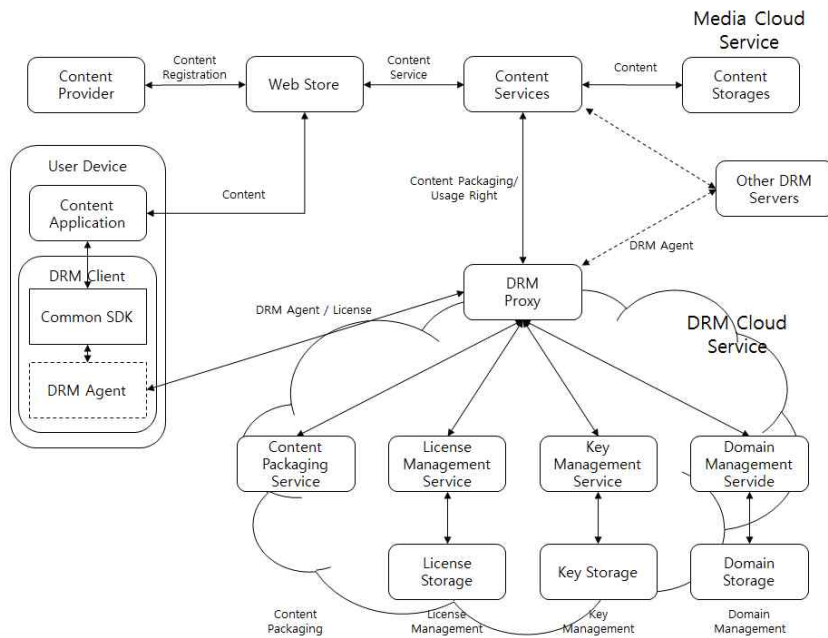 Media Cloud
Service
Content
Provider
Content
Registration
Web Store
Content
Service
Content
Services
Content
Content
Storages
User Device
Content
Application
Content
Content Packaging/
Usage Right
Other DRM
Servers
DRM Agent
DRM Client
Common SDK
DRM Agent
DRM Agent / License
DRM
Proxy
DRM Cloud
Service
Content
Packaging
Service
License
Management
Service
Key
Management
Service
Domain
Management
Servide
License
Storage
Key Storage
Domain
Storage
Content
Packaging
License
Management
Key
Management
Domain
Management